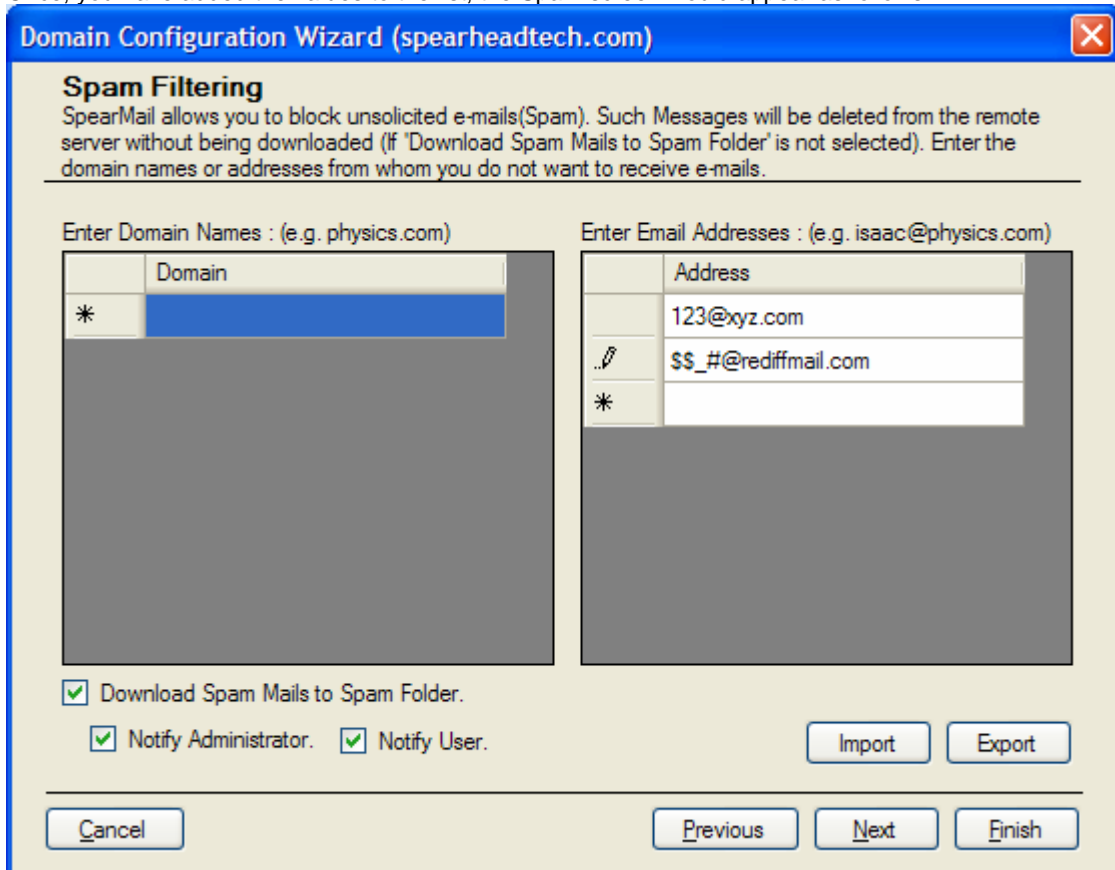 Domain Configuration Wizard (spearheadtech.com)
Spam Filtering
SpearMail allows you to block unsolicited e-mails(Spam). Such Messages will be deleted from the remote
server without being downloaded (If "Download Spam Mails to Spam Folder' is not selected). Enter the
domain names or addresses from whom you do not want to receive e-mails.
Enter Domain Names : (e.g. physics.com)
Enter Email Addresses : (e.g. isaac@physics.com)
Domain
Address
123@xyz.com
$$_#@rediffmail.com
Download Spam Mails to Spam Folder.
Notify Administrator.
Notify User.
Import
Export
Cancel
Previous
Next
Finish